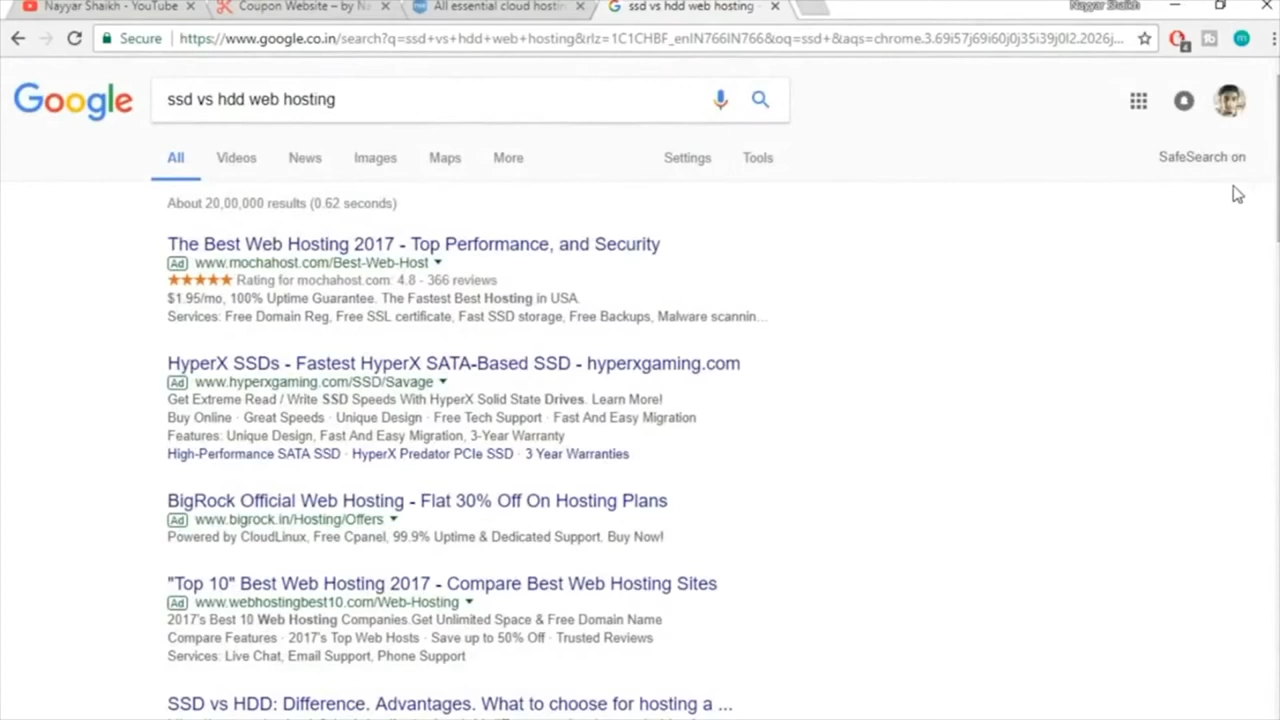 Nayyar Shaikh - YouTube
Coupon Website – by Na
All essential cloud hostin
ssd vs hdd web hosting -
Nayyar Shaikh
Secure
https://www.google.co.in/search?q=ssd+vs+hdd+web+hosting&rlz=1C1CHBF_enIN766IN766&oq=ssd+&aqs=chrome.3.69i57j69i60j0j35i39j0l2.2026j...
4
Google
ssd vs hdd web hosting
All Videos News Images Maps More Settings Tools
SafeSearch on
About 20,00,000 results (0.62 seconds)
The Best Web Hosting 2017 - Top Performance, and Security
Ad www.mochahost.com/Best-Web-Host
Rating for mochahost.com: 4.8 - 366 reviews
$1.95/mo, 100% Uptime Guarantee. The Fastest Best Hosting in USA.
Services: Free Domain Reg, Free SSL certificate, Fast SSD storage, Free Backups, Malware scannin...
HyperX SSDs - Fastest HyperX SATA-Based SSD - hyperxgaming.com
Ad www.hyperxgaming.com/SSD/Savage
Get Extreme Read / Write SSD Speeds With HyperX Solid State Drives. Learn More!
Buy Online · Great Speeds · Unique Design · Free Tech Support · Fast And Easy Migration
Features: Unique Design, Fast And Easy Migration, 3-Year Warranty
High-Performance SATA SSD · HyperX Predator PCIe SSD · 3 Year Warranties
BigRock Official Web Hosting - Flat 30% Off On Hosting Plans
Ad www.bigrock.in/Hosting/Offers
Powered by CloudLinux, Free Cpanel, 99.9% Uptime & Dedicated Support. Buy Now!
"Top 10" Best Web Hosting 2017 - Compare Best Web Hosting Sites
Ad www.webhostingbest10.com/Web-Hosting
2017's Best 10 Web Hosting Companies.Get Unlimited Space & Free Domain Name
Compare Features · 2017's Top Web Hosts · Save up to 50% Off · Trusted Reviews
Services: Live Chat, Email Support, Phone Support
SSD vs HDD: Difference. Advantages. What to choose for hosting a ...